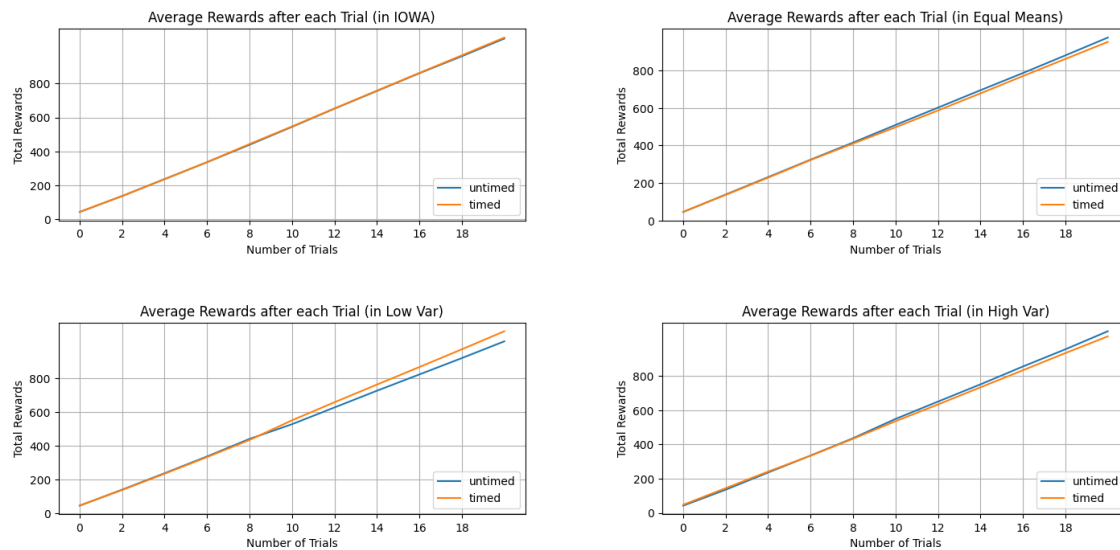 Average Rewards after each Trial (in IOWA)
Total Rewards
800
600
400
200
0
0 2 4 6 8 10 12 14 16 18
Number of Trials
untimed
timed
Average Rewards after each Trial (in Equal Means)
Total Rewards
800
600
400
200
0
0 2 4 6 8 10 12 14 16 18
Number of Trials
untimed
timed
Average Rewards after each Trial (in Low Var)
Total Rewards
800
600
400
200
0
0 2 4 6 8 10 12 14 16 18
Number of Trials
untimed
timed
Average Rewards after each Trial (in High Var)
Total Rewards
800
600
400
200
0
0 2 4 6 8 10 12 14 16 18
Number of Trials
untimed
timed